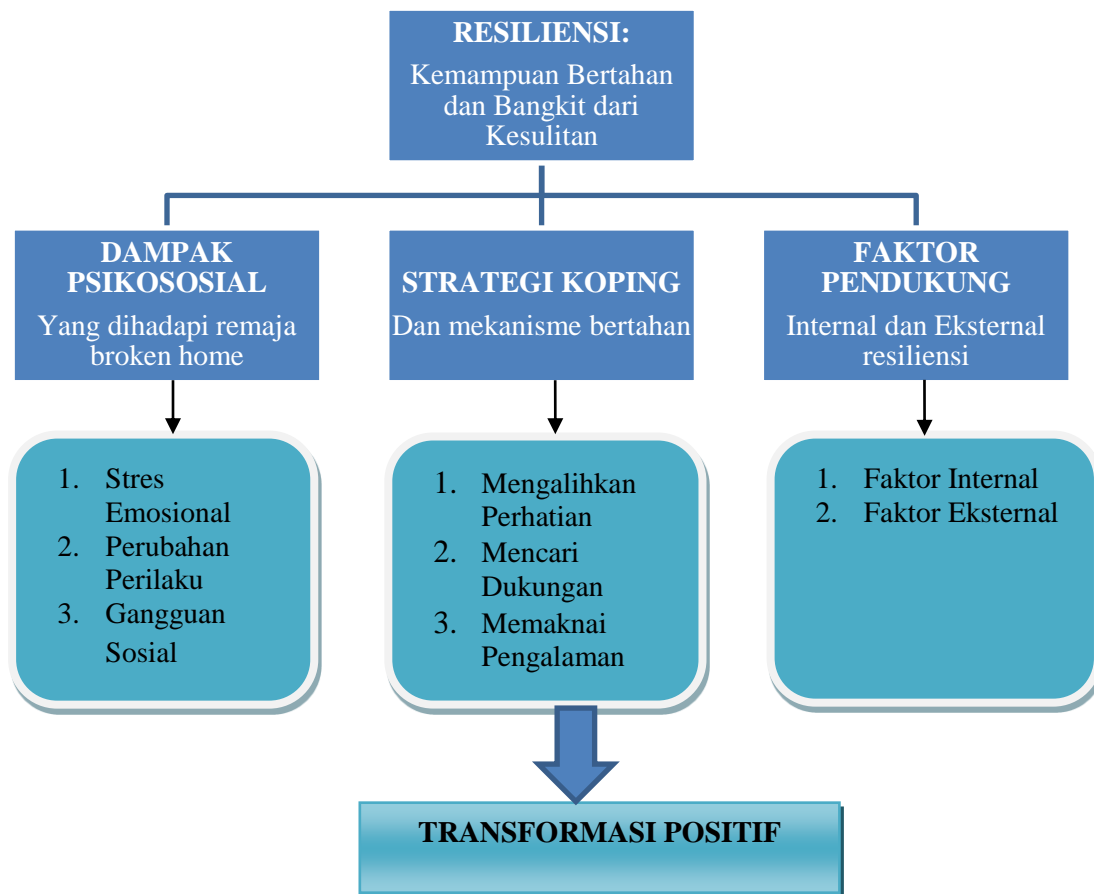 RESILIENSI:
Kemampuan Bertahan
dan Bangkit dari
Kesulitan
DAMPAK
PSIKOSOSIAL
Yang dihadapi remaja
broken home
STRATEGI KOPING
Dan mekanisme bertahan
FAKTOR
PENDUKUNG
Internal dan Eksternal
resiliensi
1. Stres
Emosional
2. Perubahan
Perilaku
3. Gangguan
Sosial
1. Mengalihkan
Perhatian
2. Mencari
Dukungan
3. Memaknai
Pengalaman
1. Faktor Internal
2. Faktor Eksternal
TRANSFORMASI POSITIF